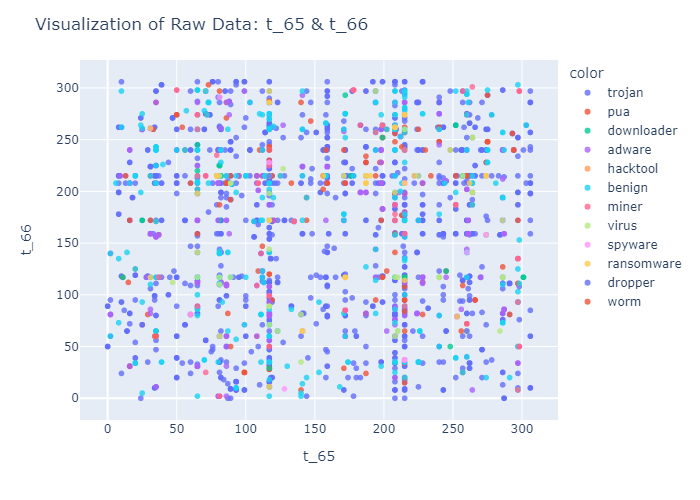 Visualization of Raw Data: t_65 & t_66
color
trojan
pua
downloader
adware
hacktool
benign
miner
virus
spyware
ransomware
dropper
worm
300
250
200
150
100
50
0
t_66
0 50 100 150 200 250 300
t_65